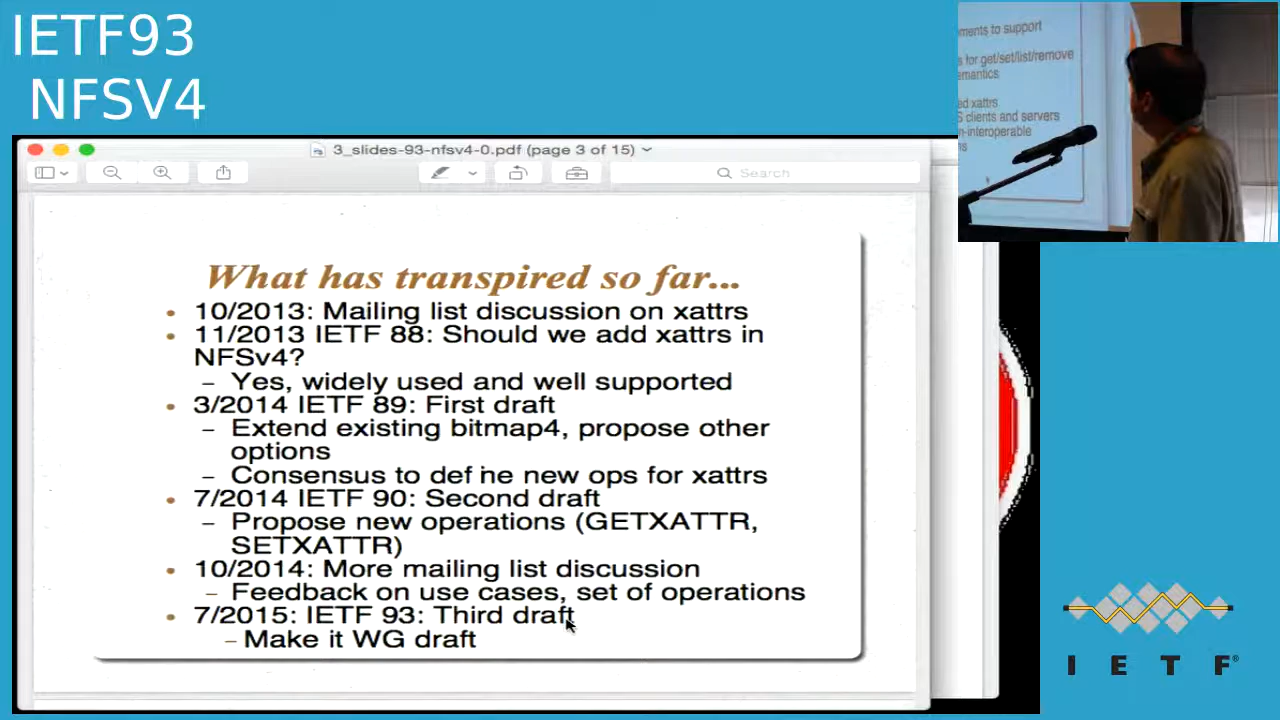 IETF93
NFSV4
3_slides-93-nfsv4-0.pdf (page 3 of 15)
Search
What has transpired so far...
• 10/2013: Mailing list discussion on xattrs
• 11/2013 IETF 88: Should we add xattrs in
NFSv4?
– Yes, widely used and well supported
• 3/2014 IETF 89: First draft
– Extend existing bitmap4, propose other
options
– Consensus to define new ops for xattrs
• 7/2014 IETF 90: Second draft
– Propose new operations (GETXATTR,
SETXATTR)
• 10/2014: More mailing list discussion
– Feedback on use cases, set of operations
• 7/2015: IETF 93: Third draft
– Make it WG draft
ments to support
s for get/set/list/remove
emantics
ed xattrs
S clients and servers
n-interoperable
I E T F®